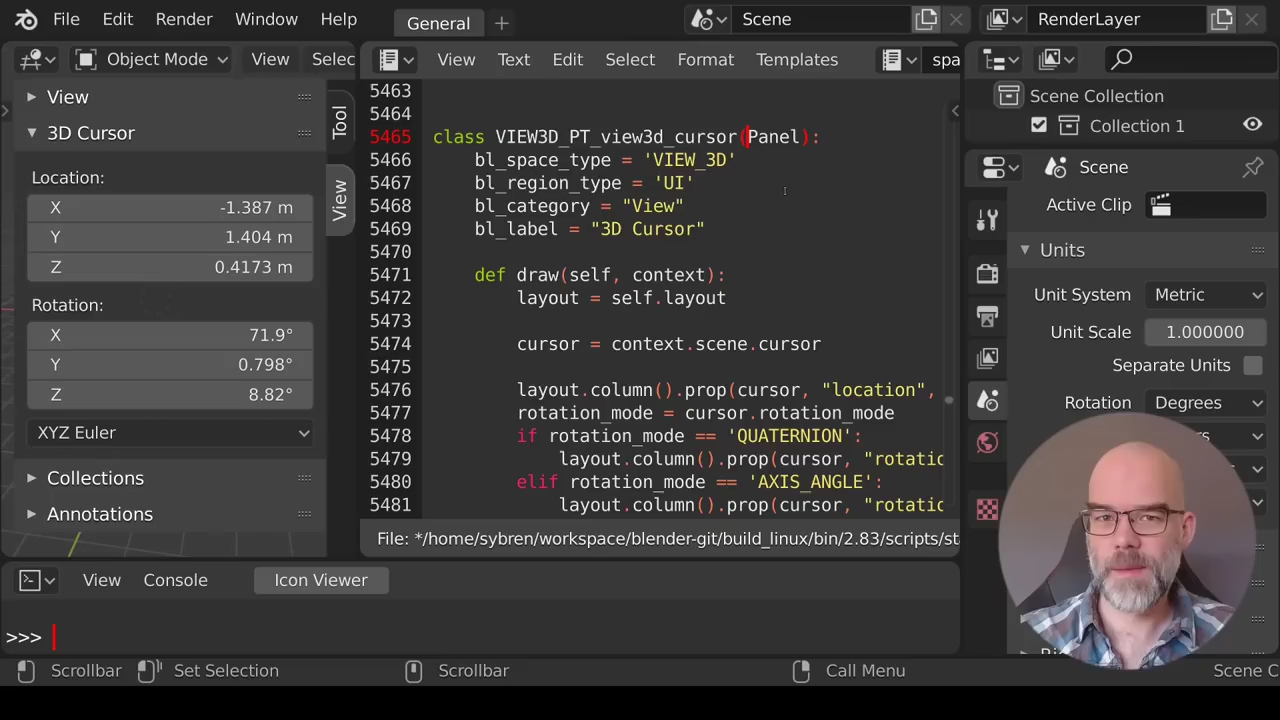 File Edit Render Window Help General + Scene RenderLayer
Object Mode View Selec
View Text Edit Select Format Templates spa
View
3D Cursor
Location:
X -1.387 m
Y 1.404 m
Z 0.4173 m
Rotation:
X 71.9°
Y 0.798°
Z 8.82°
XYZ Euler
Collections
Annotations
Tool
View
5463
5464
5465 class VIEW3D_PT_view3d_cursor(Panel):
5466 bl_space_type = 'VIEW_3D'
5467 bl_region_type = 'UI'
5468 bl_category = "View"
5469 bl_label = "3D Cursor"
5470
5471 def draw(self, context):
5472 layout = self.layout
5473
5474 cursor = context.scene.cursor
5475
5476 layout.column().prop(cursor, "location",
5477 rotation_mode = cursor.rotation_mode
5478 if rotation_mode == 'QUATERNION':
5479 layout.column().prop(cursor, "rotatio
5480 elif rotation_mode == 'AXIS_ANGLE':
5481 layout.column().prop(cursor, "rotatio
File: */home/sybren/workspace/blender-git/build_linux/bin/2.83/scripts/st
Scene Collection
Collection 1
Scene
Active Clip
Units
Unit System Metric
Unit Scale 1.000000
Separate Units
Rotation Degrees
View Console Icon Viewer
>>>
Scrollbar Set Selection Scrollbar Call Menu Scene C